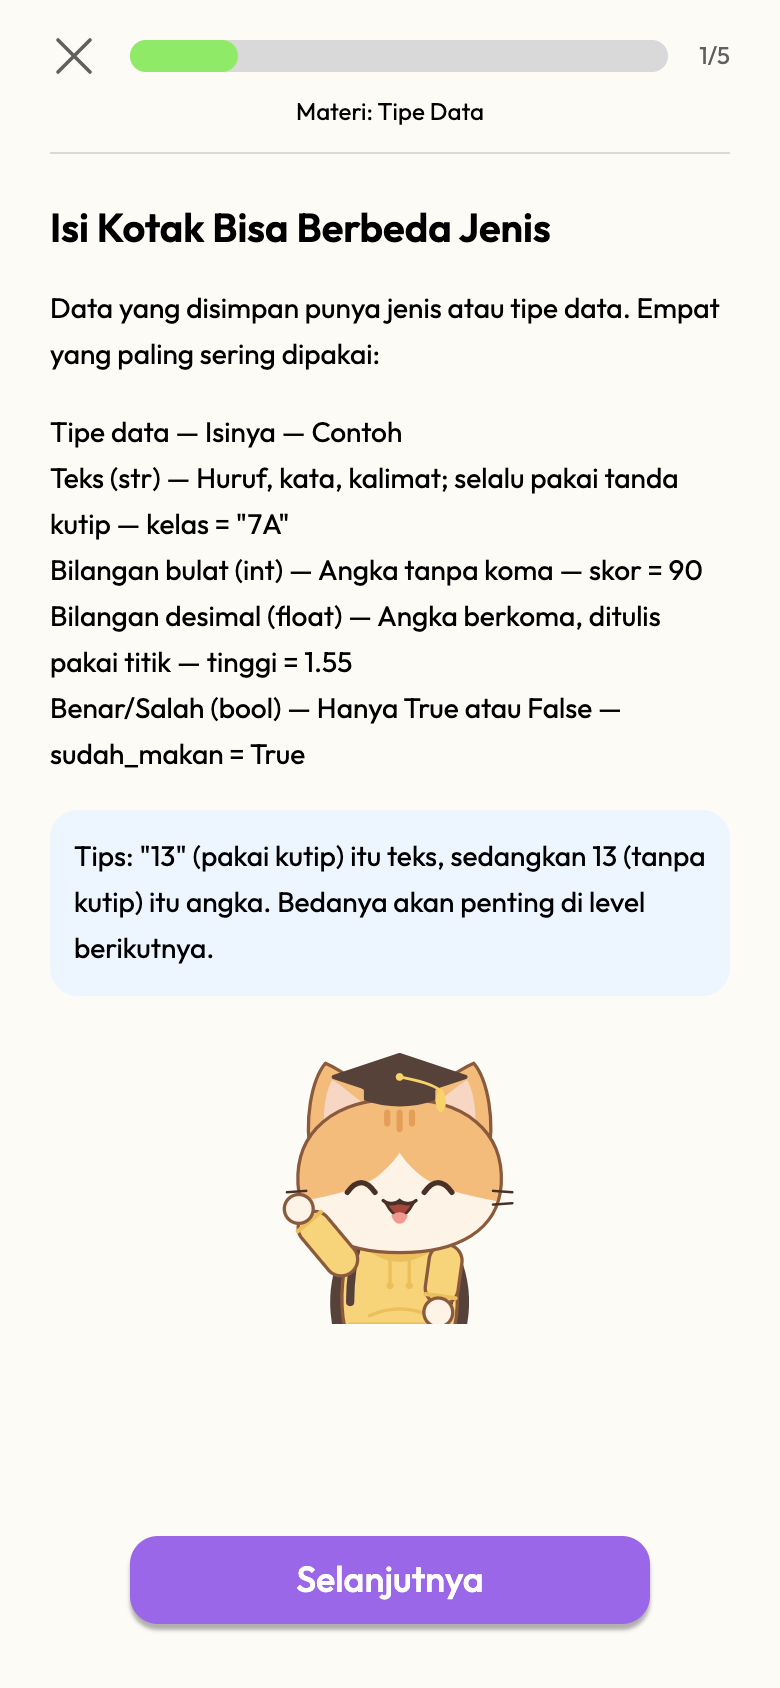 1/5
Materi: Tipe Data
Isi Kotak Bisa Berbeda Jenis
Data yang disimpan punya jenis atau tipe data. Empat
yang paling sering dipakai:
Tipe data — Isinya — Contoh
Teks (str) — Huruf, kata, kalimat; selalu pakai tanda
kutip — kelas = "7A"
Bilangan bulat (int) — Angka tanpa koma — skor = 90
Bilangan desimal (float) — Angka berkoma, ditulis
pakai titik — tinggi = 1.55
Benar/Salah (bool) — Hanya True atau False —
sudah_makan = True
Tips: "13" (pakai kutip) itu teks, sedangkan 13 (tanpa
kutip) itu angka. Bedanya akan penting di level
berikutnya.
Selanjutnya